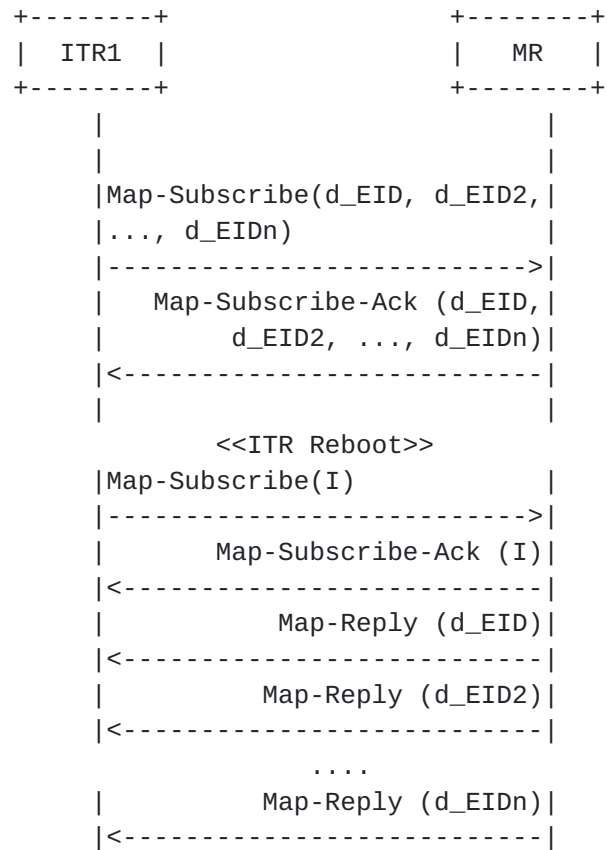 +--------+                  +--------+
|  ITR1  |                  |   MR   |
+--------+                  +--------+
     |                            |
     |                            |
     |Map-Subscribe(d_EID, d_EID2,|
     |..., d_EIDn)                |
     |--------------------------->|
     |   Map-Subscribe-Ack (d_EID,|
     |        d_EID2, ..., d_EIDn)|
     |<---------------------------|
     |                            |
            <<ITR Reboot>>
     |Map-Subscribe(I)            |
     |--------------------------->|
     |       Map-Subscribe-Ack (I)|
     |<---------------------------|
     |           Map-Reply (d_EID)|
     |<---------------------------|
     |          Map-Reply (d_EID2)|
     |<---------------------------|
                  ....
     |          Map-Reply (d_EIDn)|
     |<---------------------------|